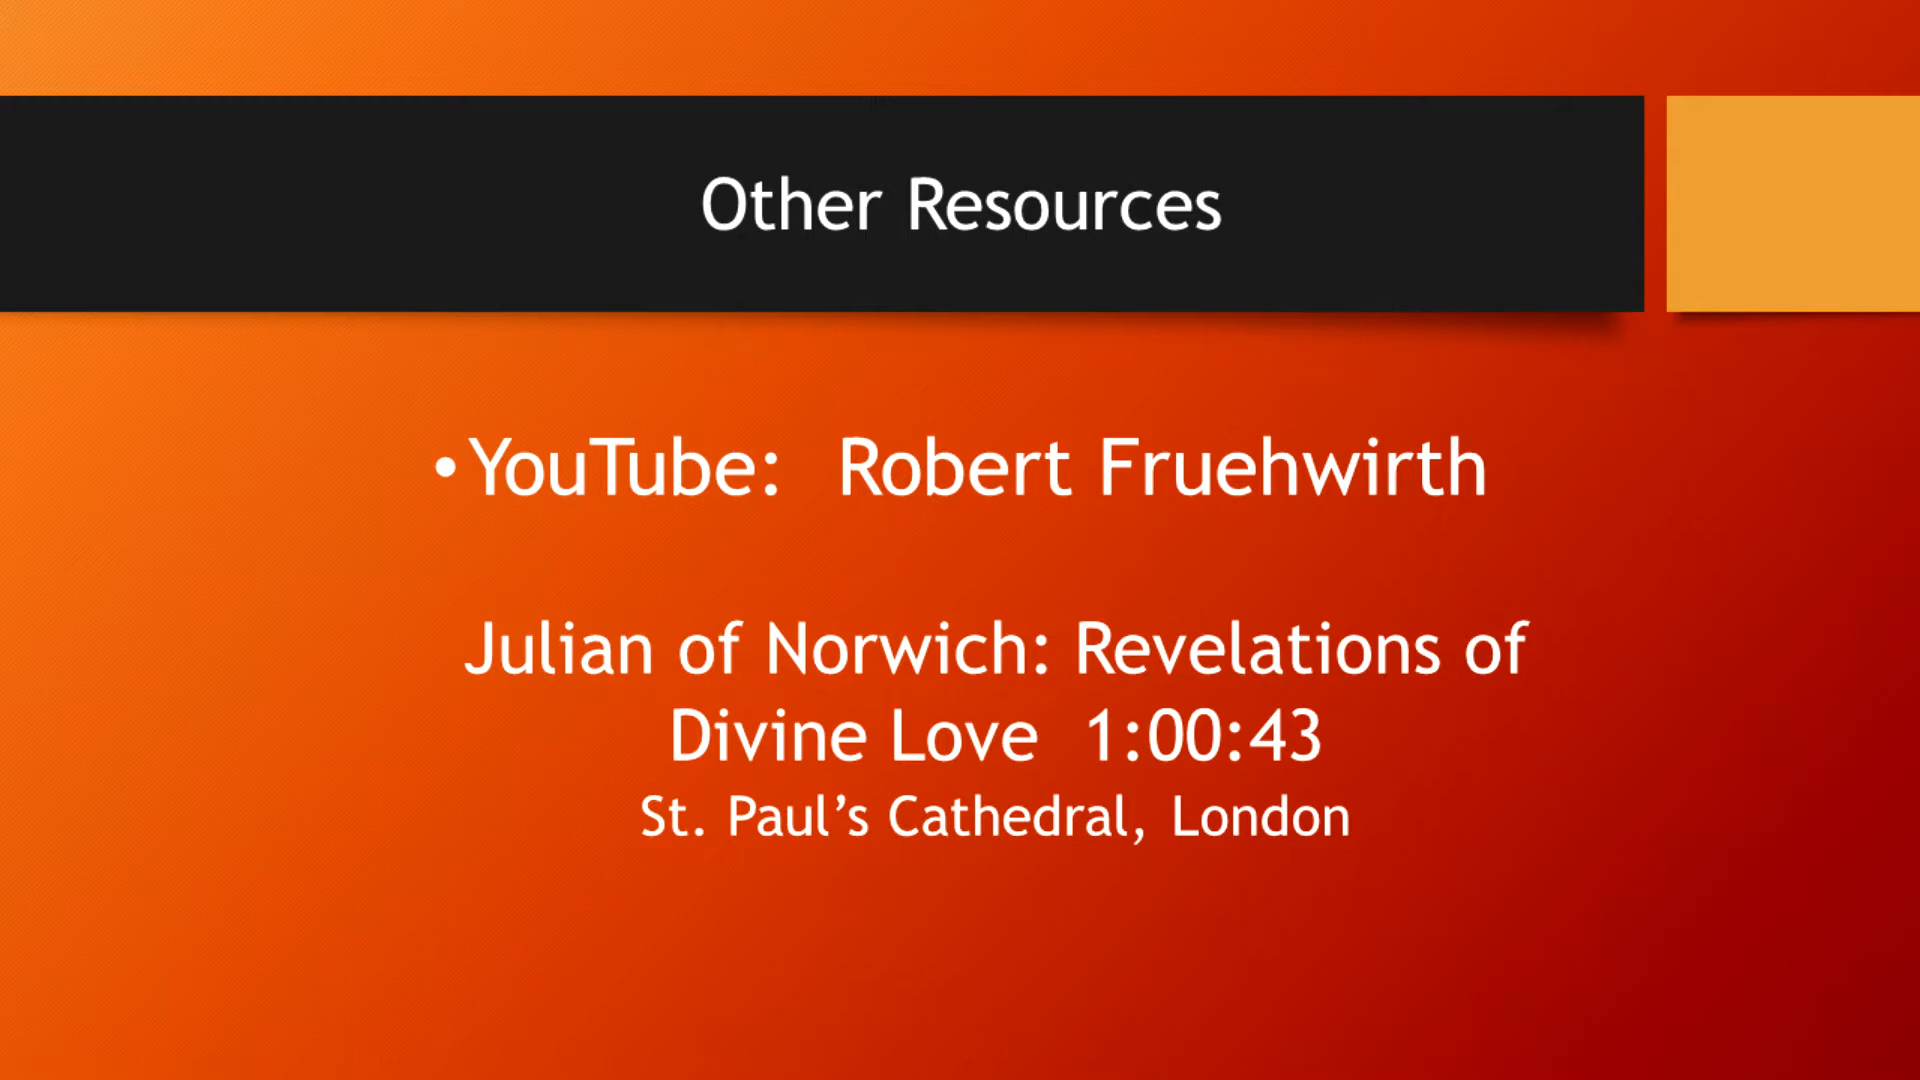 Other Resources
•YouTube:  Robert Fruehwirth
Julian of Norwich: Revelations of
Divine Love  1:00:43
St. Paul’s Cathedral, London